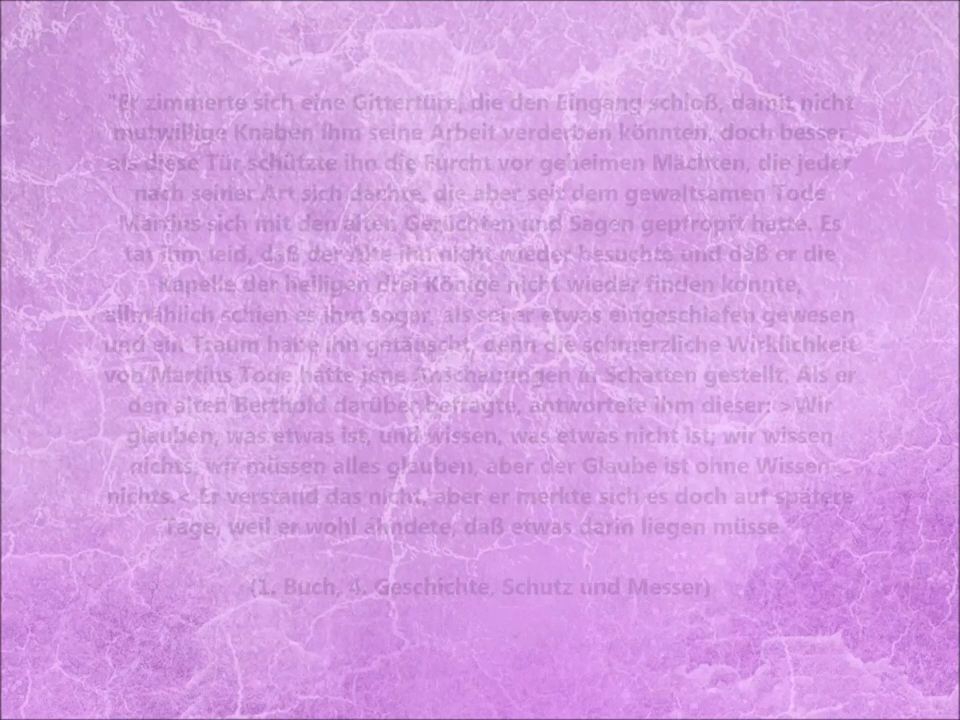 "Er zimmerte sich eine Gittertüre, die den Eingang schloß, damit nicht
mutwillige Knaben ihm seine Arbeit verderben könnten, doch besser
als diese Tür schützte ihn die Furcht vor geheimen Mächten, die jeder
nach seiner Art sich dachte, die aber seit dem gewaltsamen Tode
Martins sich mit den alten Gerüchten und Sagen gepfropft hatte. Es
tat ihm leid, daß der Alte ihn nicht wieder besuchte und daß er die
Kapelle der heiligen drei Könige nicht wieder finden konnte,
allmählich schien es ihm sogar, als sei er etwas eingeschlafen gewesen
und ein Traum habe ihn getäuscht, denn die schmerzliche Wirklichkeit
von Martins Tode hatte jene Anschauungen in Schatten gestellt. Als er
den alten Berthold darüber befragte, antwortete ihm dieser: >Wir
glauben, was etwas ist, und wissen, was etwas nicht ist; wir wissen
nichts, wir müssen alles glauben, aber der Glaube ist ohne Wissen
nichts.< Er verstand das nicht, aber er merkte sich es doch auf spätere
Tage, weil er wohl ahndete, daß etwas darin liegen müsse.
(1. Buch, 4. Geschichte, Schutz und Messer)